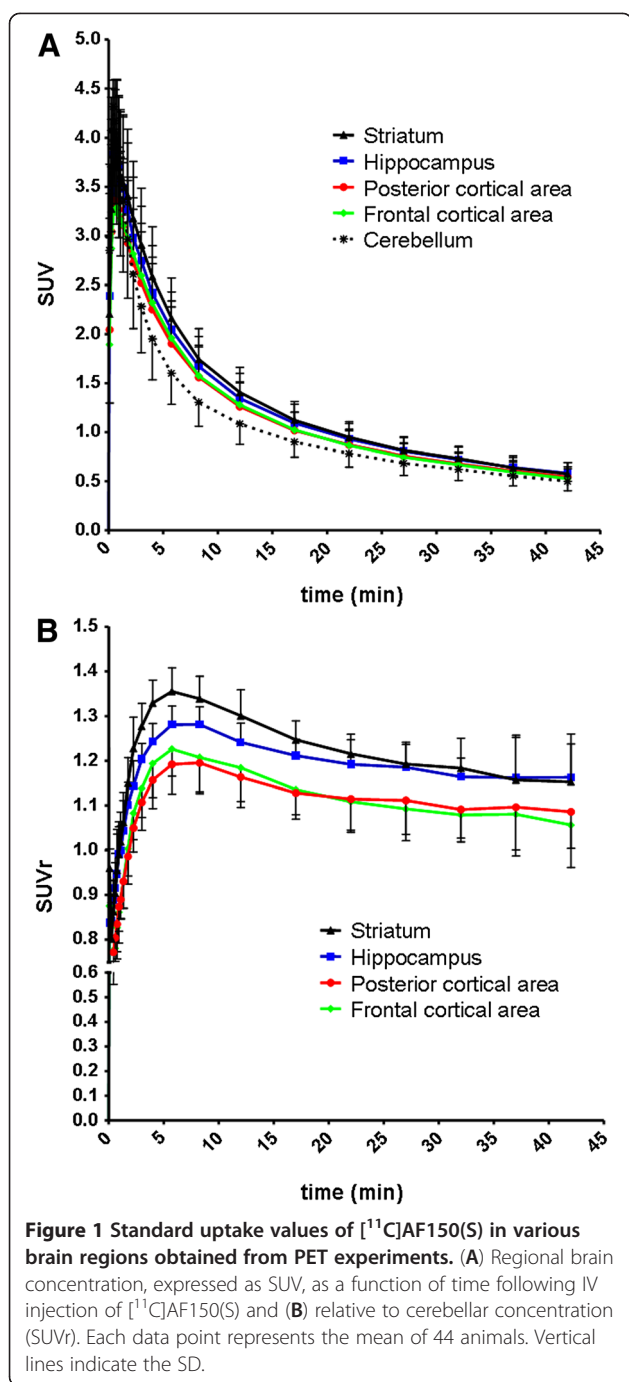 A
5.0
4.5
4.0
3.5
3.0
2.5
2.0
1.5
1.0
0.5
0.0
SUV
Striatum
Hippocampus
Posterior cortical area
Frontal cortical area
Cerebellum
0 5 10 15 20 25 30 35 40 45
time (min)
B
1.5
1.4
1.3
1.2
1.1
1.0
0.9
0.8
0.6
0.5
0.4
0.3
0.2
0.1
0.0
SUVr
Striatum
Hippocampus
Posterior cortical area
Frontal cortical area
0 5 10 15 20 25 30 35 40 45
time (min)
Figure 1 Standard uptake values of [¹¹C]AF150(S) in various
brain regions obtained from PET experiments. (A) Regional brain
concentration, expressed as SUV, as a function of time following IV
injection of [¹¹C]AF150(S) and (B) relative to cerebellar concentration
(SUVr). Each data point represents the mean of 44 animals. Vertical
lines indicate the SD.